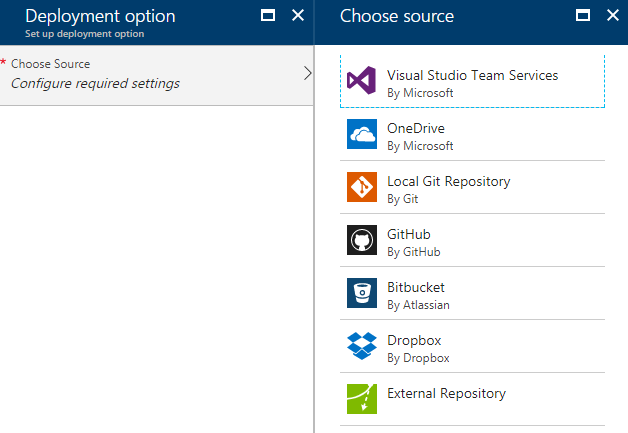 Deployment option
Set up deployment option
* Choose Source
Configure required settings
Choose source
Visual Studio Team Services
By Microsoft
OneDrive
By Microsoft
Local Git Repository
By Git
GitHub
By GitHub
Bitbucket
By Atlassian
Dropbox
By Dropbox
External Repository